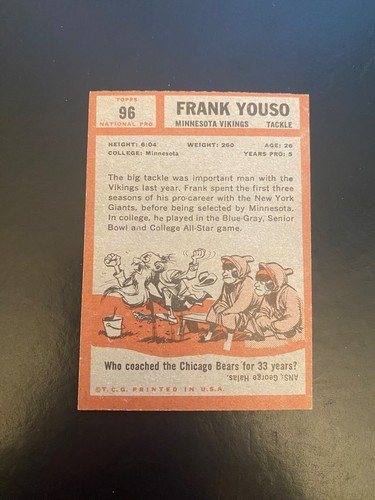 TOPPS
96
NATIONAL PRO
FRANK YOUSO
MINNESOTA VIKINGS TACKLE
HEIGHT: 6:04 WEIGHT: 260 AGE: 26
COLLEGE: Minnesota YEARS PRO: 5
The big tackle was important man with the
Vikings last year. Frank spent the first three
seasons of his pro-career with the New York
Giants, before being selected by Minnesota.
In college, he played in the Blue-Gray, Senior
Bowl and College All-Star game.
Who coached the Chicago Bears for 33 years?
ANS: George Halas.
©T.C.G. PRINTED IN U.S.A.